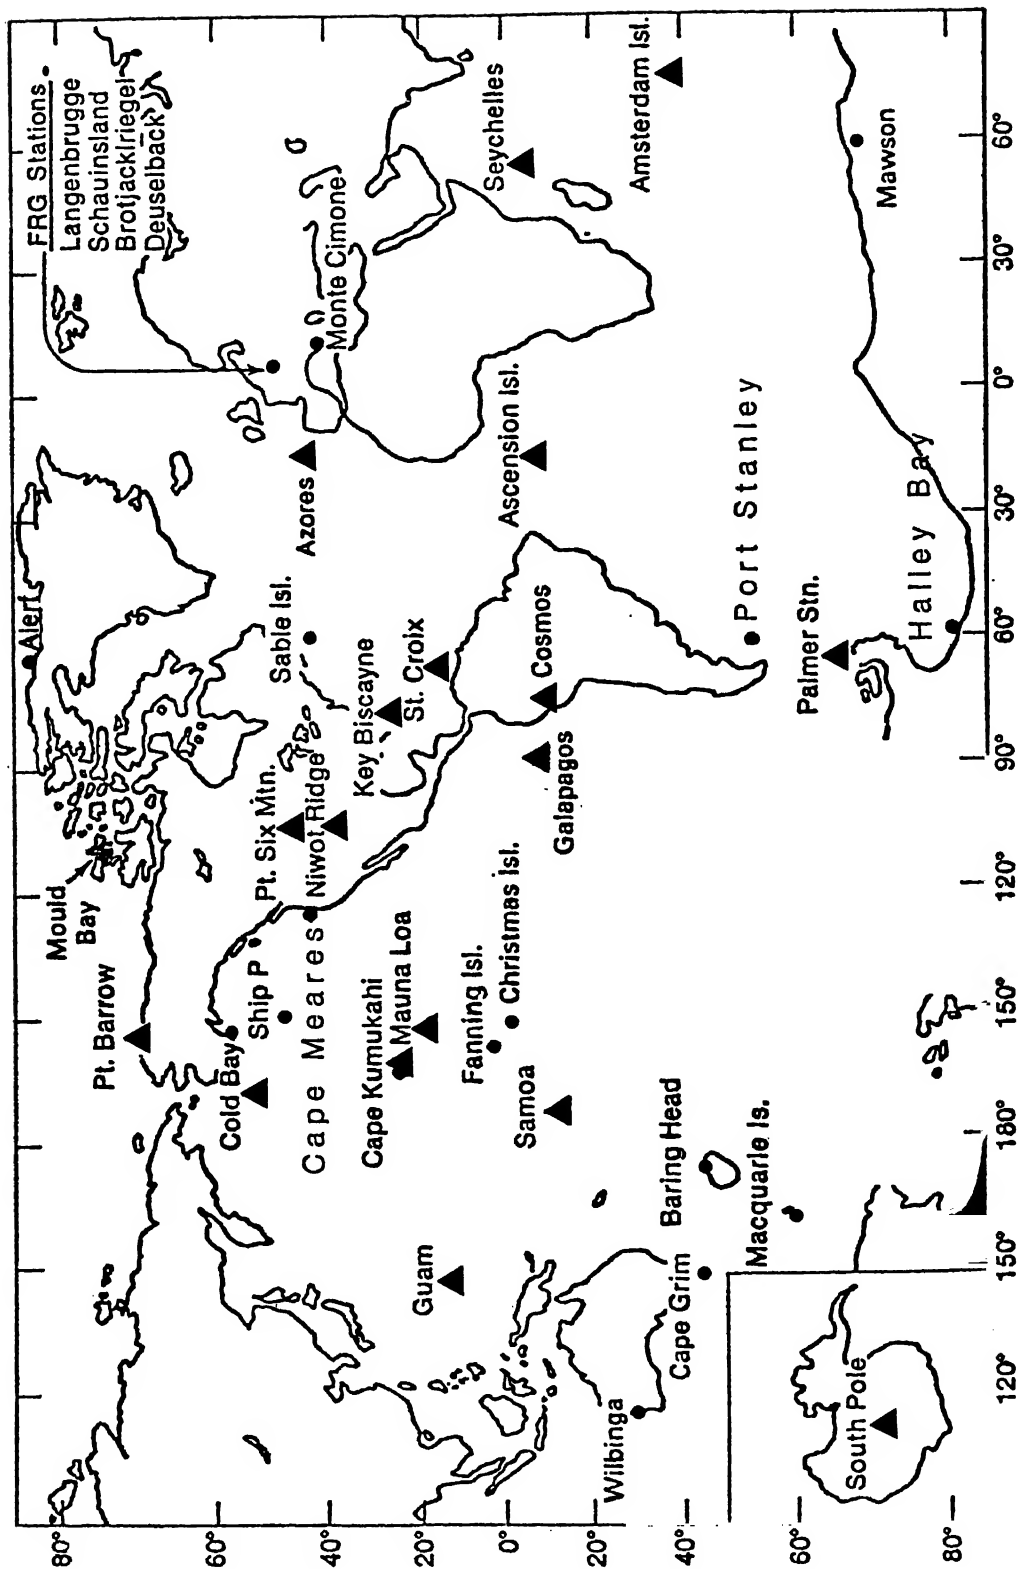 FRG Stations
Langenbrugge
Schauinsland
Brotjacklriegel
Deuselback
Alert
Mould
Bay
Pt. Barrow
Cold Bay
Ship P
Cape Meares
Pt. Six Mtn.
Niwot Ridge
Sable Isl.
Key Biscayne
St. Croix
Azores
Monte Cimone
Cape Kumukahi
Mauna Loa
Guam
Fanning Isl.
Christmas Isl.
Samoa
Galapagos
Cosmos
Ascension Isl.
Seychelles
Amsterdam Isl.
Wilbinga
Cape Grim
Baring Head
Macquarie Is.
Port Stanley
Palmer Stn.
Halley Bay
Mawson
South Pole
80°
60°
40°
20°
0°
20°
40°
60°
80°
120°
150°
180°
150°
120°
90°
60°
30°
0°
30°
60°